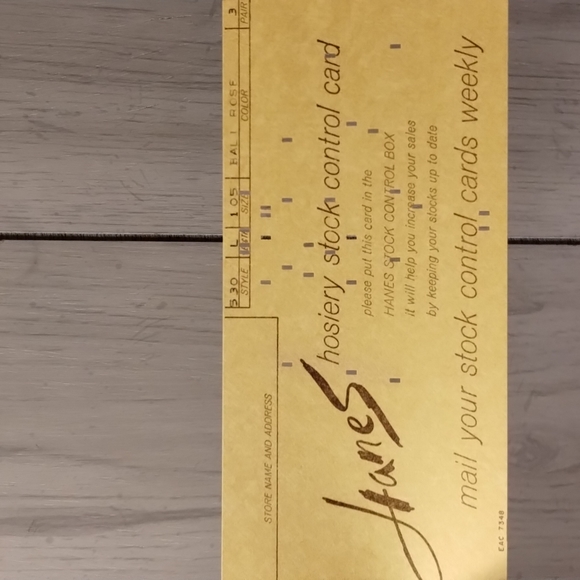 530 L 105 BALI ROSE 3
STYLE LGTH SIZE COLOR PAIR
STORE NAME AND ADDRESS
Hanes hosiery stock control card
please put this card in the
HANES STOCK CONTROL BOX
it will help you increase your sales
by keeping your stocks up to date
mail your stock control cards weekly
EAC 7348